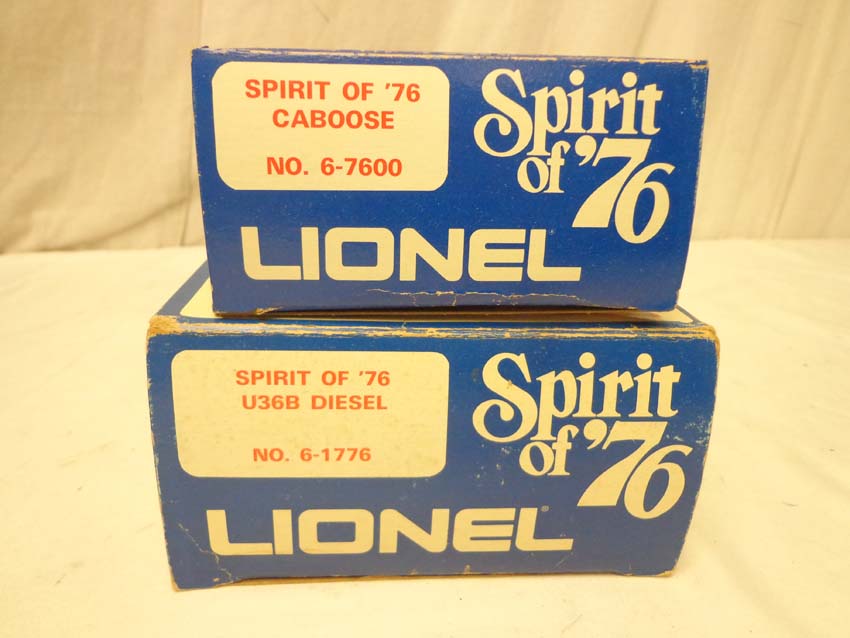 SPIRIT OF '76
CABOOSE
NO. 6-7600
Spirit
of '76
LIONEL
SPIRIT OF '76
U36B DIESEL
NO. 6-1776
Spirit
of '76
LIONEL®